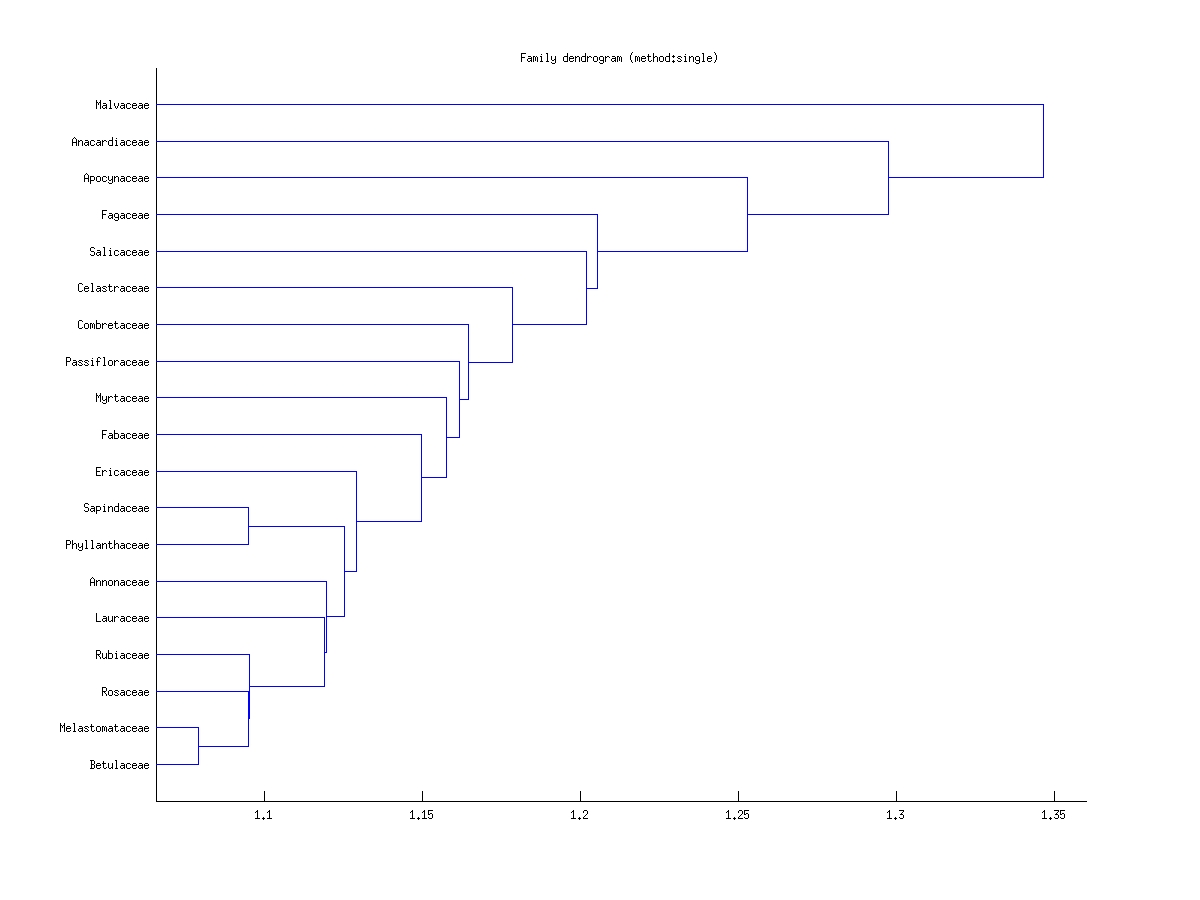 Family dendrogram (method:single)
Malvaceae
Anacardiaceae
Apocynaceae
Fagaceae
Salicaceae
Celastraceae
Combretaceae
Passifloraceae
Myrtaceae
Fabaceae
Ericaceae
Sapindaceae
Phyllanthaceae
Annonaceae
Lauraceae
Rubiaceae
Rosaceae
Melastomataceae
Betulaceae
1.1 1.15 1.2 1.25 1.3 1.35